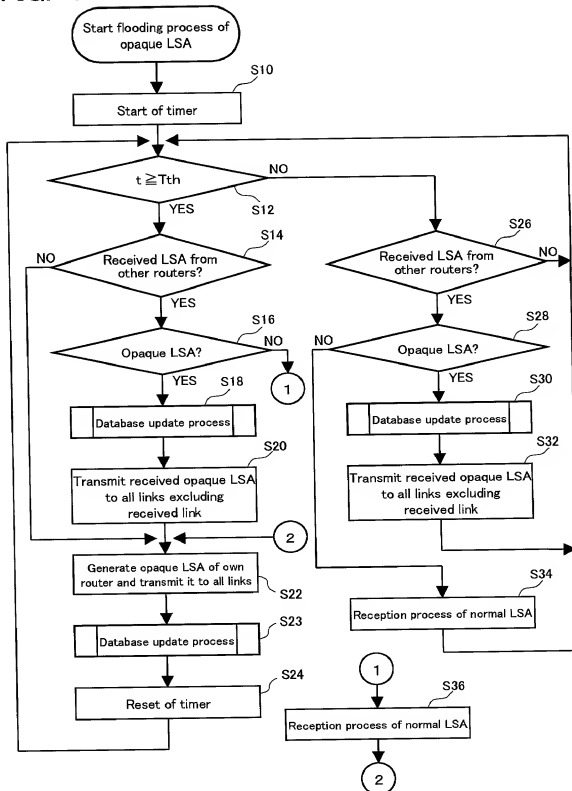 Start flooding process of
opaque LSA
S10
Start of timer
t ≧ Tth
NO
S12
YES
S14
NO
Received LSA from
other routers?
YES
S16
Opaque LSA?
NO
1
YES
S18
Database update process
S20
Transmit received opaque LSA
to all links excluding
received link
2
Generate opaque LSA of own
router and transmit it to all links
S22
S23
Database update process
S24
Reset of timer
S26
Received LSA from
other routers?
NO
YES
S28
NO
Opaque LSA?
YES
S30
Database update process
S32
Transmit received opaque LSA
to all links excluding
received link
S34
Reception process of normal LSA
1
S36
Reception process of normal LSA
2